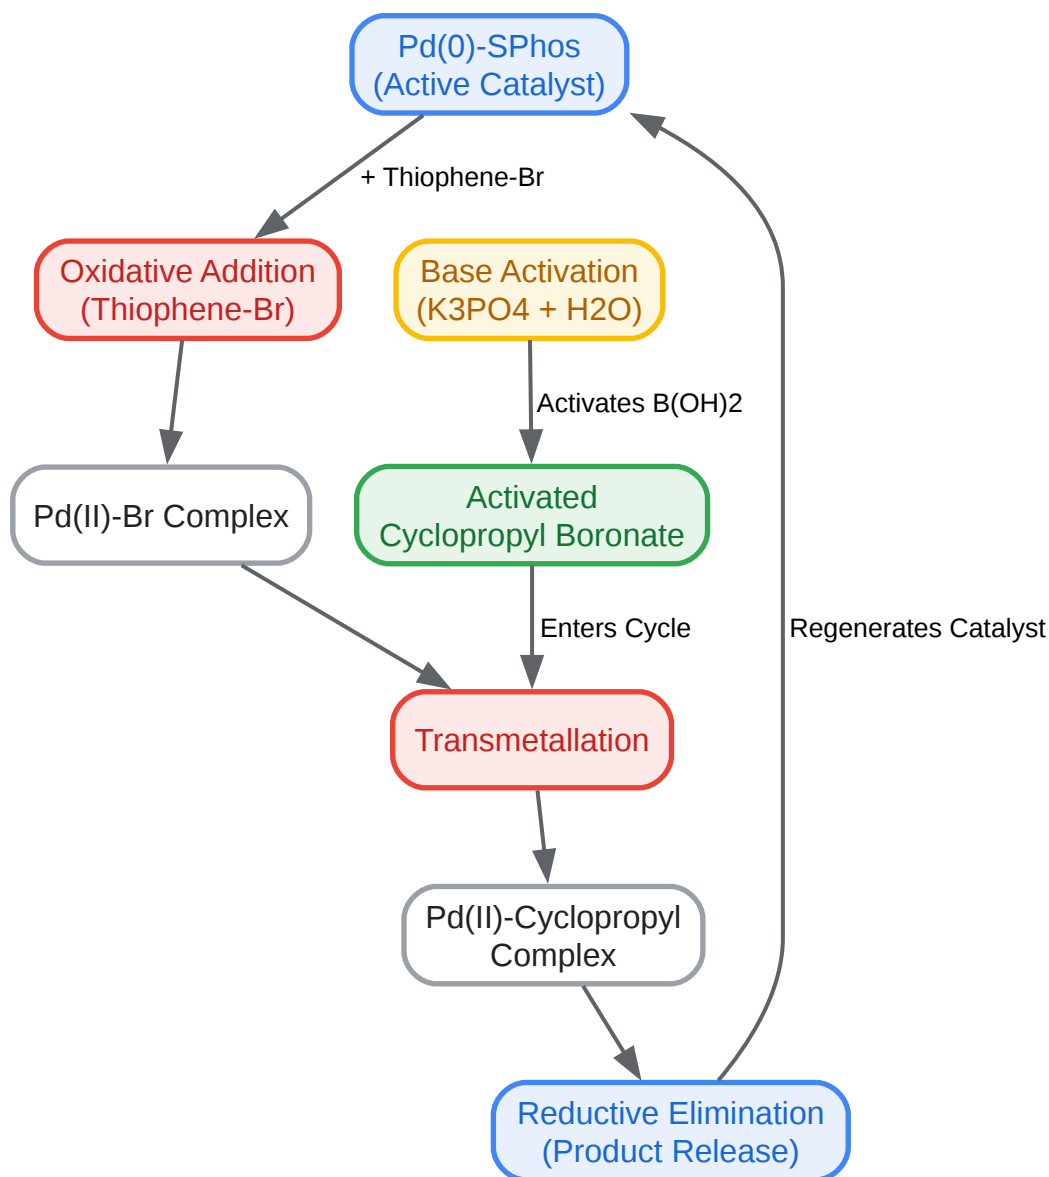 Pd(0)-SPhos
(Active Catalyst)
+ Thiophene-Br
Oxidative Addition
(Thiophene-Br)
Base Activation
(K3PO4 + H2O)
Activates B(OH)2
Pd(II)-Br Complex
Activated
Cyclopropyl Boronate
Enters Cycle
Regenerates Catalyst
Transmetallation
Pd(II)-Cyclopropyl
Complex
Reductive Elimination
(Product Release)